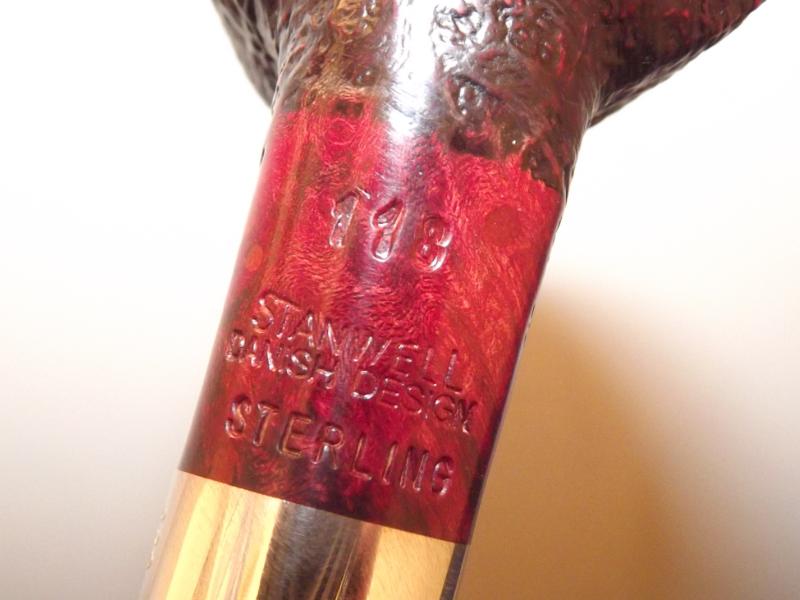 118
STANWELL
DANISH DESIGN
STERLING